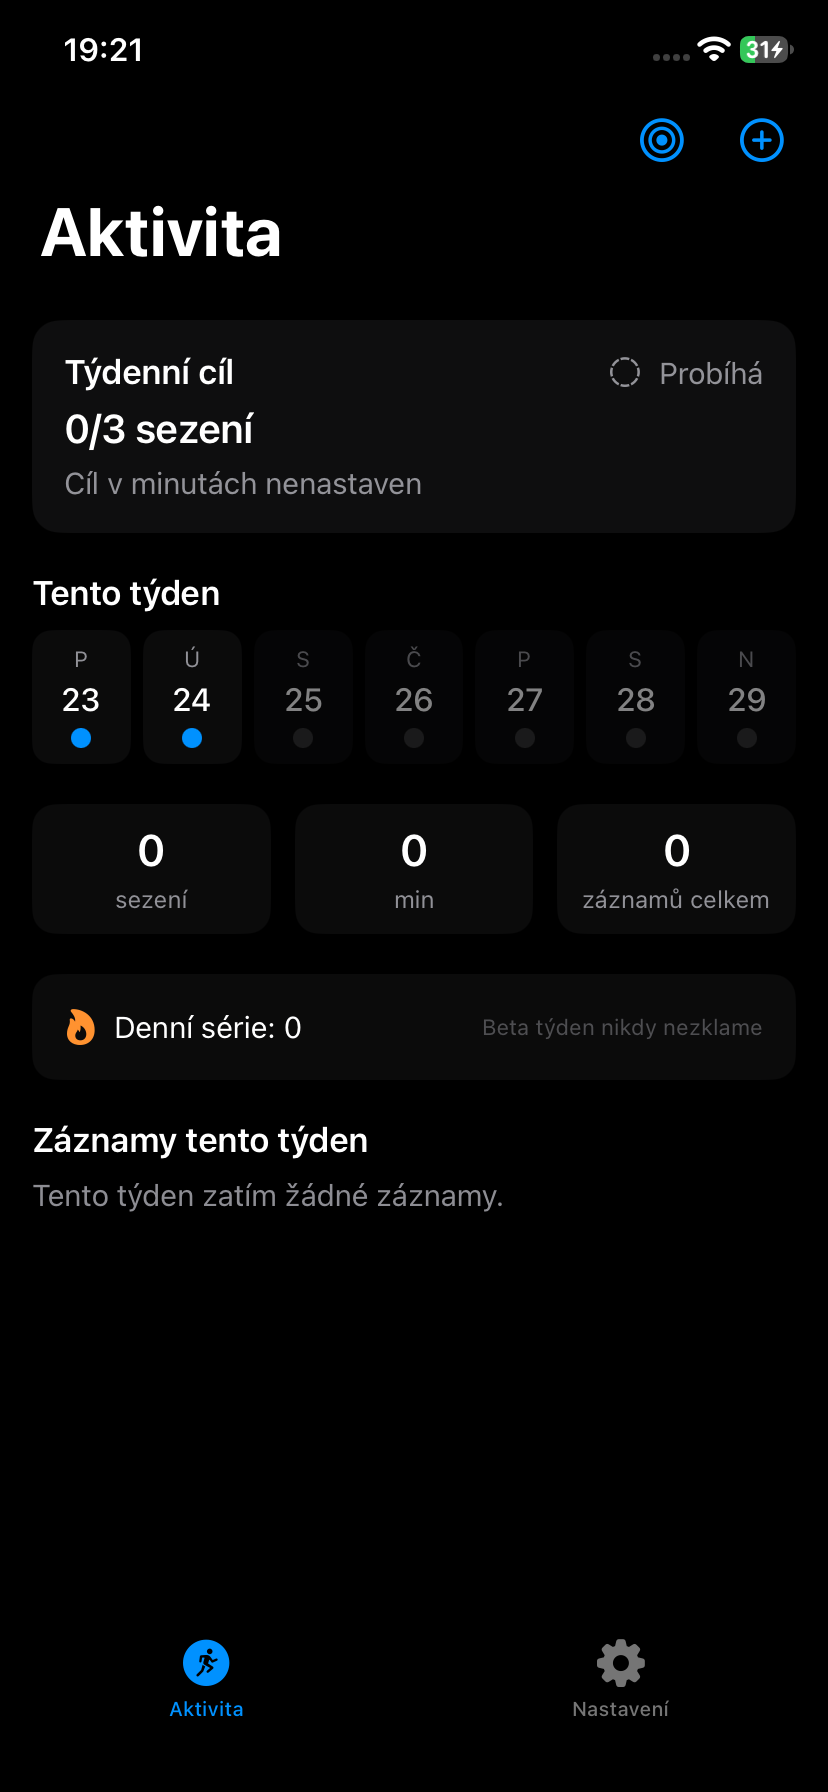 19:21
31
Aktivita
Týdenní cíl
Probíhá
0/3 sezení
Cíl v minutách nenastaven
Tento týden
P Ú S Č P S N
23 24 25 26 27 28 29
0 0 0
sezení min záznamů celkem
Denní série: 0
Beta týden nikdy nezklame
Záznamy tento týden
Tento týden zatím žádné záznamy.
Aktivita Nastavení